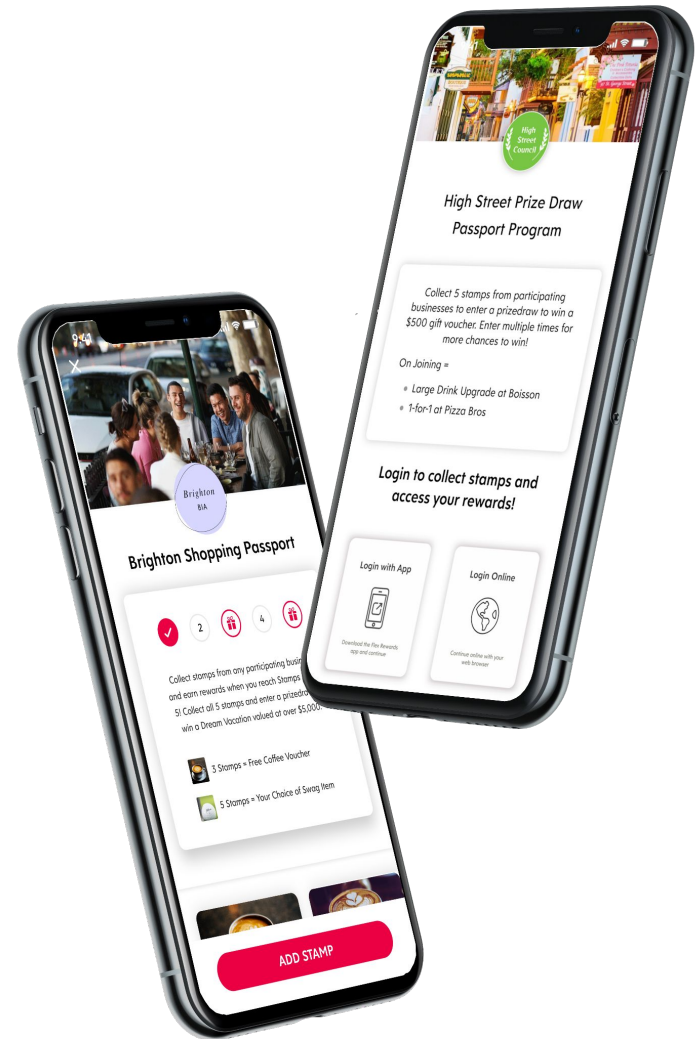 High
Street
Council
High Street Prize Draw
Passport Program
Collect 5 stamps from participating
businesses to enter a prizedraw to win a
$500 gift voucher. Enter multiple times for
more chances to win!
On Joining =
Large Drink Upgrade at Boisson
1-for-1 at Pizza Bros
Login to collect stamps and
access your rewards!
Login with App
Download the Flex Rewards
app and continue
Login Online
Continue online with your
web browser
9:41
Brighton
BIA
Brighton Shopping Passport
2
4
Collect stamps from any participating
and earn rewards when you reach Stamps
5! Collect all 5 stamps and enter a
win a Dream Vacation valued at over $5,000!
3 Stamps = Free Coffee Voucher
5 Stamps = Your Choice of Swag Item
ADD STAMP